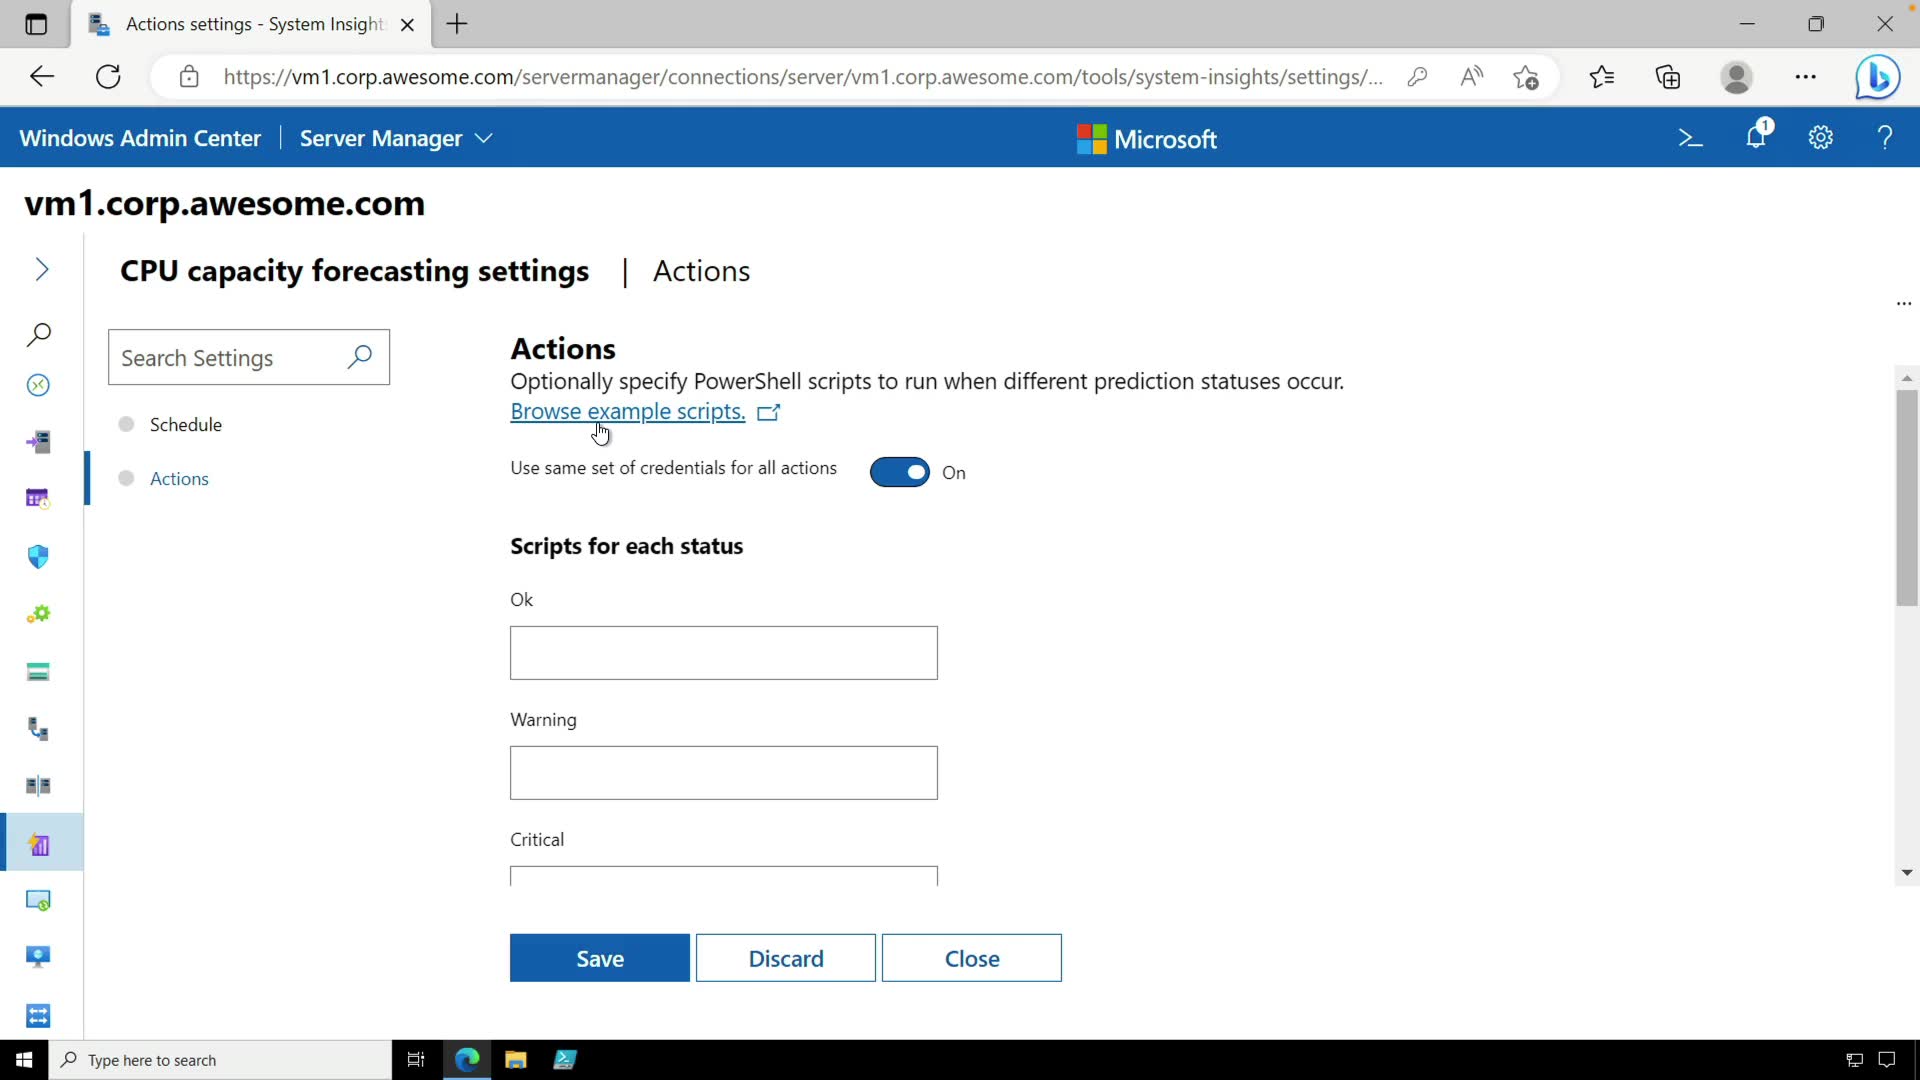 Actions settings - System Insight
https://vm1.corp.awesome.com/servermanager/connections/server/vm1.corp.awesome.com/tools/system-insights/settings/...
Windows Admin Center
Server Manager
Microsoft
1
vm1.corp.awesome.com
CPU capacity forecasting settings | Actions
Search Settings
Schedule
Actions
Actions
Optionally specify PowerShell scripts to run when different prediction statuses occur.
Browse example scripts.
Use same set of credentials for all actions
On
Scripts for each status
Ok
Warning
Critical
Save
Discard
Close
Type here to search